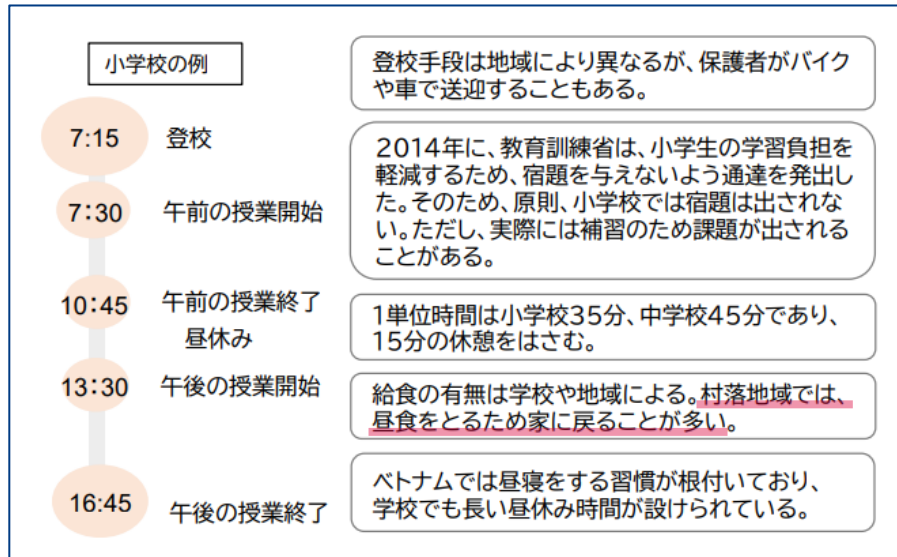 小学校の例
7:15 登校
7:30 午前の授業開始
10:45 午前の授業終了
昼休み
13:30 午後の授業開始
16:45 午後の授業終了
登校手段は地域により異なるが、保護者がバイク
や車で送迎することもある。
2014年に、教育訓練省は、小学生の学習負担を
軽減するため、宿題を与えないよう通達を発出し
た。そのため、原則、小学校では宿題は出されな
い。ただし、実際には補習のため課題が出される
ことがある。
1単位時間は小学校35分、中学校45分であり、
15分の休憩をはさむ。
給食の有無は学校や地域による。村落地域では、
昼食をとるため家に戻ることが多い。
ベトナムでは昼寝をする習慣が根付いており、
学校でも長い昼休み時間が設けられている。